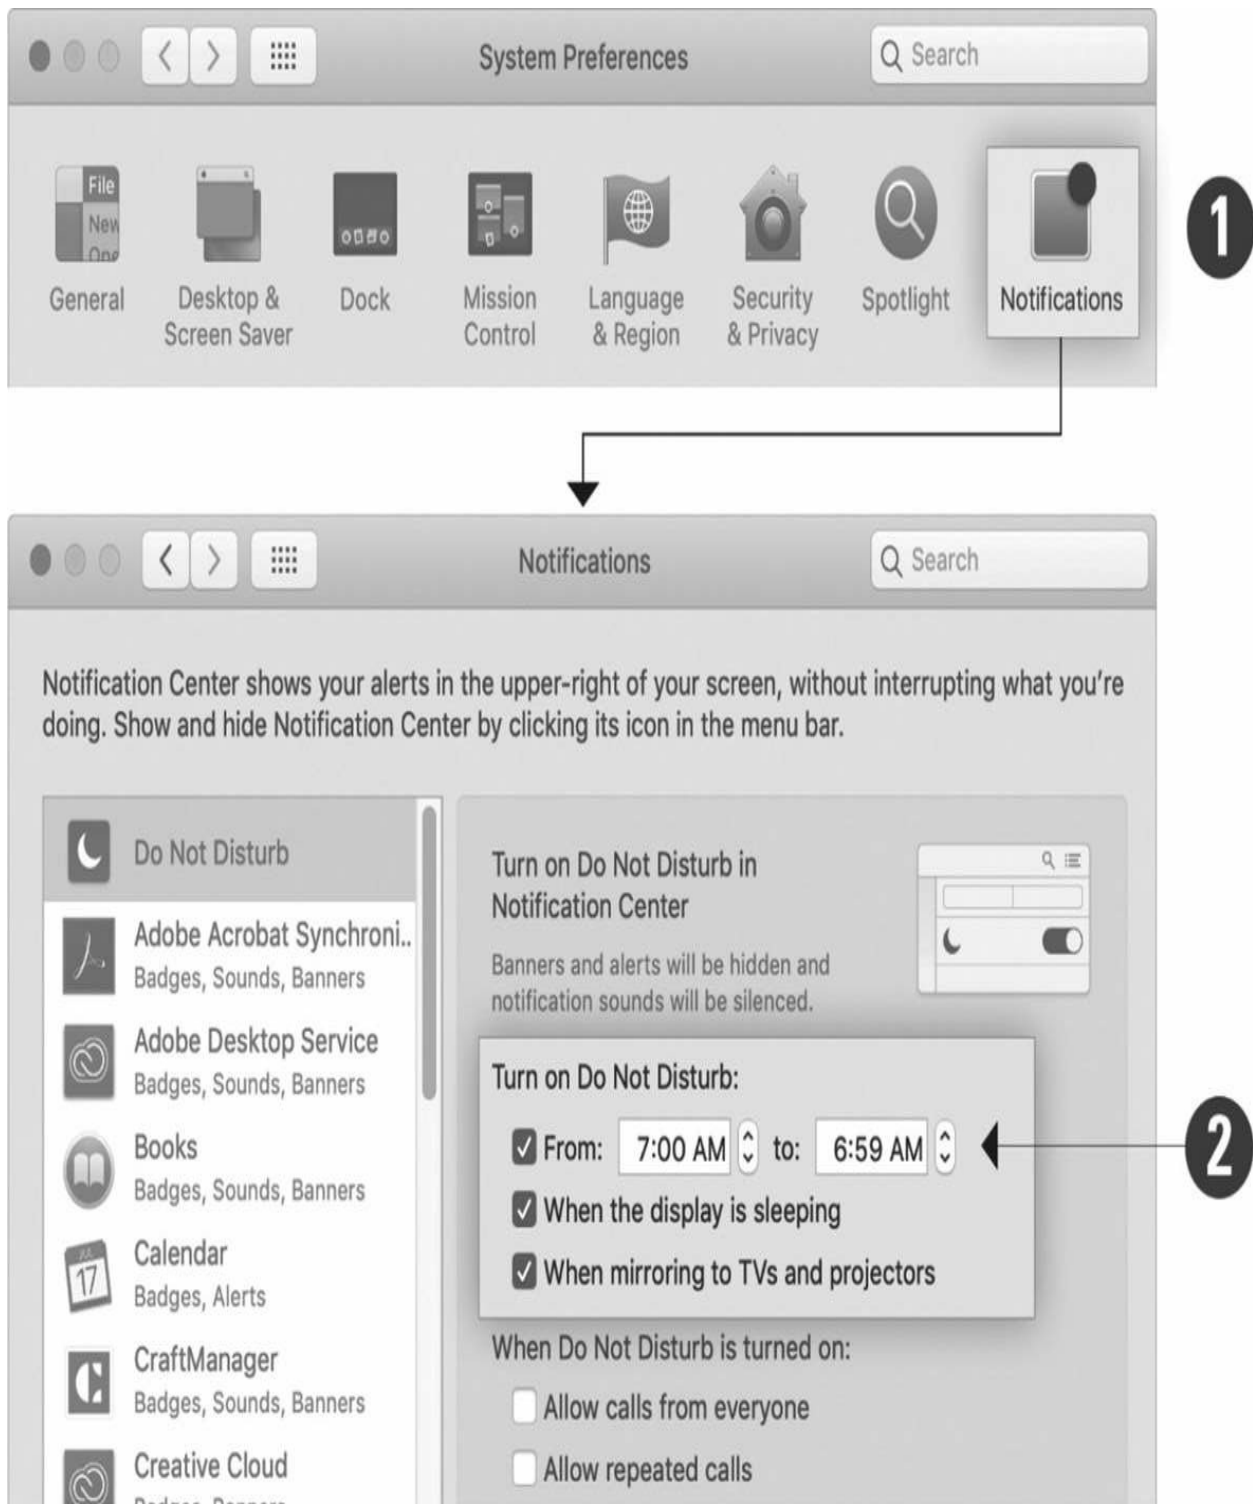 System Preferences
Search
File
New
Ope
General
Desktop &
Screen Saver
Dock
Mission
Control
Language
& Region
Security
& Privacy
Spotlight
Notifications
1
Notifications
Search
Notification Center shows your alerts in the upper-right of your screen, without interrupting what you're
doing. Show and hide Notification Center by clicking its icon in the menu bar.
Do Not Disturb
Adobe Acrobat Synchroni..
Badges, Sounds, Banners
Adobe Desktop Service
Badges, Sounds, Banners
Books
Badges, Sounds, Banners
JUL
17
Calendar
Badges, Alerts
CraftManager
Badges, Sounds, Banners
Creative Cloud
Badges, Banners
Turn on Do Not Disturb in
Notification Center
Banners and alerts will be hidden and
notification sounds will be silenced.
Turn on Do Not Disturb:
From: 7:00 AM to: 6:59 AM
2
When the display is sleeping
When mirroring to TVs and projectors
When Do Not Disturb is turned on:
Allow calls from everyone
Allow repeated calls